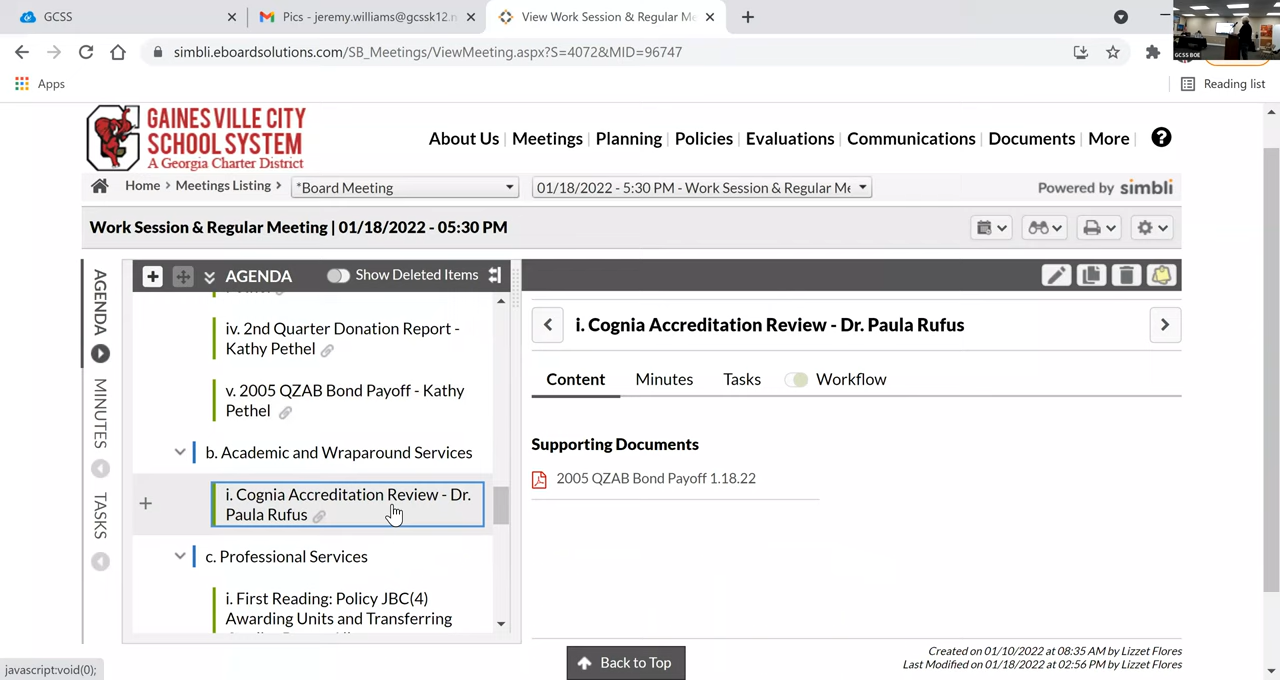 GCSS
Pics - jeremy.williams@gcssk12.n
View Work Session & Regular Me
simbli.eboardsolutions.com/SB_Meetings/ViewMeeting.aspx?S=4072&MID=96747
GCSS BOE
Apps
Reading list
GAINESVILLE CITY
SCHOOL SYSTEM
A Georgia Charter District
About Us | Meetings | Planning | Policies | Evaluations | Communications | Documents | More |
Home > Meetings Listing >
*Board Meeting
01/18/2022 - 5:30 PM - Work Session & Regular Me
Powered by simbli
Work Session & Regular Meeting | 01/18/2022 - 05:30 PM
AGENDA
MINUTES
TASKS
AGENDA
Show Deleted Items
iv. 2nd Quarter Donation Report -
Kathy Pethel
v. 2005 QZAB Bond Payoff - Kathy
Pethel
b. Academic and Wraparound Services
i. Cognia Accreditation Review - Dr.
Paula Rufus
c. Professional Services
i. First Reading: Policy JBC(4)
Awarding Units and Transferring
i. Cognia Accreditation Review - Dr. Paula Rufus
Content
Minutes
Tasks
Workflow
Supporting Documents
2005 QZAB Bond Payoff 1.18.22
Back to Top
Created on 01/10/2022 at 08:35 AM by Lizzet Flores
Last Modified on 01/18/2022 at 02:56 PM by Lizzet Flores
javascript:void(0);